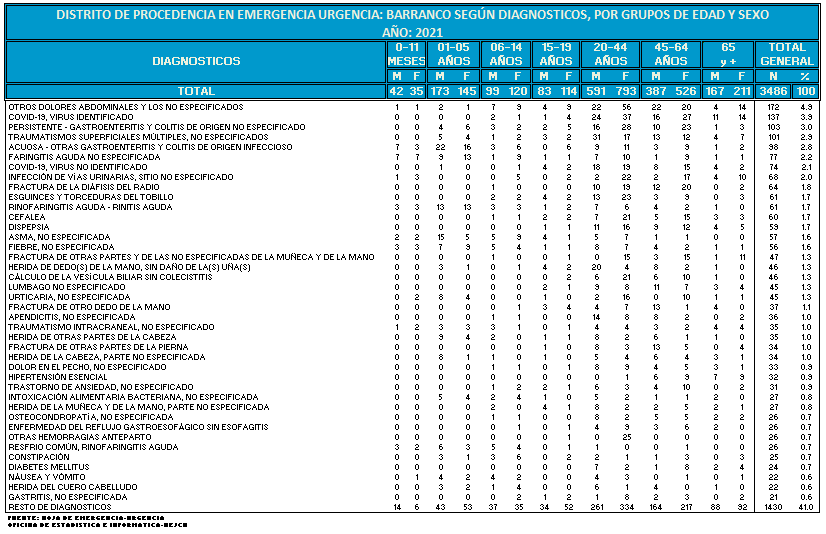 DISTRITO DE PROCEDENCIA EN EMERGENCIA URGENCIA: BARRANCO SEGÚN DIAGNOSTICOS, POR GRUPOS DE EDAD Y SEXO
AÑO: 2021
DIAGNOSTICOS 0-11 MESES 01-05 AÑOS 06-14 AÑOS 15-19 AÑOS 20-44 AÑOS 45-64 AÑOS 65 y + TOTAL GENERAL
M F M F M F M F M F M F M F N %
TOTAL 42 35 173 145 99 120 83 114 591 793 387 526 167 211 3486 100
OTROS DOLORES ABDOMINALES Y LOS NO ESPECIFICADOS 1 1 2 1 7 9 4 9 22 56 22 20 4 14 172 4.9
COVID-19, VIRUS IDENTIFICADO 0 0 0 0 2 1 1 4 24 37 16 27 11 14 137 3.9
PERSISTENTE - GASTROENTERITIS Y COLITIS DE ORIGEN NO ESPECIFICADO 0 0 4 6 3 2 2 5 16 28 10 23 1 3 103 3.0
TRAUMATISMOS SUPERFICIALES MÚLTIPLES, NO ESPECIFICADOS 0 0 5 4 1 2 3 2 31 17 13 12 4 7 101 2.9
ACUOSA - OTRAS GASTROENTERITIS Y COLITIS DE ORIGEN INFECCIOSO 7 3 22 16 3 6 0 6 9 11 3 9 1 2 98 2.8
FARINGITIS AGUDA NO ESPECIFICADA 7 7 9 13 1 9 1 1 7 10 1 9 1 1 77 2.2
COVID-19, VIRUS NO IDENTIFICADO 0 0 1 0 0 1 4 2 18 19 8 15 4 2 74 2.1
INFECCIÓN DE VÍAS URINARIAS, SITIO NO ESPECIFICADO 1 3 0 0 0 5 0 2 2 22 2 17 4 10 68 2.0
FRACTURA DE LA DIÁFISIS DEL RADIO 0 0 0 0 0 0 0 0 10 19 12 20 0 2 64 1.8
ESGUINCES Y TORCEDURAS DEL TOBILLO 0 0 0 0 2 2 4 2 13 23 3 9 0 3 61 1.7
RINOFARINGITIS AGUDA - RINITIS AGUDA 3 3 13 13 3 3 1 2 7 6 4 2 1 0 61 1.7
CEFALEA 0 0 0 0 1 1 2 2 7 21 5 15 3 3 60 1.7
DISPEPSIA 0 0 0 0 0 0 1 1 11 16 9 12 4 5 59 1.7
ASMA, NO ESPECIFICADA 2 2 15 5 5 9 4 1 5 7 1 1 0 0 57 1.6
FIEBRE, NO ESPECIFICADA 3 3 7 9 5 4 1 1 8 7 4 2 1 1 56 1.6
FRACTURA DE OTRAS PARTES Y DE LAS NO ESPECIFICADAS DE LA MUÑECA Y DE LA MANO 0 0 0 0 1 0 0 1 0 15 3 15 1 11 47 1.3
HERIDA DE DEDO(S) DE LA MANO, SIN DAÑO DE LA(S) UÑA(S) 0 0 3 1 0 1 4 2 20 4 8 2 1 0 46 1.3
CÁLCULO DE LA VESÍCULA BILIAR SIN COLECISTITIS 0 0 0 0 0 0 0 2 6 21 6 10 1 0 46 1.3
LUMBAGO NO ESPECIFICADO 0 0 0 0 0 0 2 1 9 8 11 7 3 4 45 1.3
URTICARIA, NO ESPECIFICADA 0 0 2 8 4 0 0 1 0 2 16 0 10 1 1 45 1.3
FRACTURA DE OTRO DEDO DE LA MANO 0 0 0 0 0 1 3 4 4 7 13 4 0 1 37 1.1
APENDICITIS, NO ESPECIFICADA 0 0 0 0 1 1 0 0 14 8 8 2 0 2 36 1.0
TRAUMATISMO INTRACRANEAL, NO ESPECIFICADO 1 2 3 3 3 1 0 1 4 4 3 2 4 4 35 1.0
HERIDA DE OTRAS PARTES DE LA CABEZA 0 0 9 4 2 0 1 1 8 2 6 1 1 0 35 1.0
FRACTURA DE OTRAS PARTES DE LA PIERNA 0 0 0 0 0 1 0 0 8 3 13 5 0 4 34 1.0
HERIDA DE LA CABEZA, PARTE NO ESPECIFICADA 0 0 8 1 1 0 1 1 5 4 6 4 3 1 34 1.0
DOLOR EN EL PECHO, NO ESPECIFICADO 0 0 0 0 1 1 0 1 8 9 4 5 3 1 33 0.9
HIPERTENSIÓN ESENCIAL 0 0 0 0 0 0 0 0 0 1 6 9 7 9 32 0.9
TRASTORNO DE ANSIEDAD, NO ESPECIFICADO 0 0 0 0 1 2 2 1 6 3 4 10 0 2 31 0.9
INTOXICACIÓN ALIMENTARIA BACTERIANA, NO ESPECIFICADA 0 0 5 4 2 4 1 0 5 2 1 1 2 0 27 0.8
HERIDA DE LA MUÑECA Y DE LA MANO, PARTE NO ESPECIFICADA 0 0 0 0 2 0 4 1 8 2 2 5 2 1 27 0.8
OSTEOCONDROPATÍA, NO ESPECIFICADA 0 0 0 0 1 1 0 0 8 2 5 5 2 2 26 0.7
ENFERMEDAD DEL REFLUJO GASTROESOFÁGICO SIN ESOFAGITIS 0 0 0 0 0 1 0 0 4 9 3 6 2 1 26 0.7
OTRAS HEMORRAGIAS ANTEPARTO 0 0 0 0 0 0 0 1 0 25 0 0 0 0 26 0.7
RESFRIO COMÚN, RINOFARINGITIS AGUDA 3 2 6 3 5 4 0 1 1 0 0 1 0 0 26 0.7
CONSTIPACIÓN 0 0 3 1 3 6 0 2 2 1 1 3 0 3 25 0.7
DIABETES MELLITUS 0 0 0 0 0 0 0 0 7 2 1 8 2 4 24 0.7
NÁUSEA Y VÓMITO 0 1 4 2 4 2 0 0 4 3 0 1 0 1 22 0.6
HERIDA DEL CUERO CABELLUDO 0 0 3 2 1 4 0 0 6 1 4 0 1 0 22 0.6
GASTRITIS, NO ESPECIFICADA 0 0 0 0 0 2 1 2 1 8 2 3 0 2 21 0.6
RESTO DE DIAGNOSTICOS 14 6 43 53 37 35 34 52 261 334 164 217 88 92 1430 41.0
FUENTE: HOJA DE EMERGENCIA-URGENCIA
OFICINA DE ESTADISTICA E INFORMATICA-HEJCU